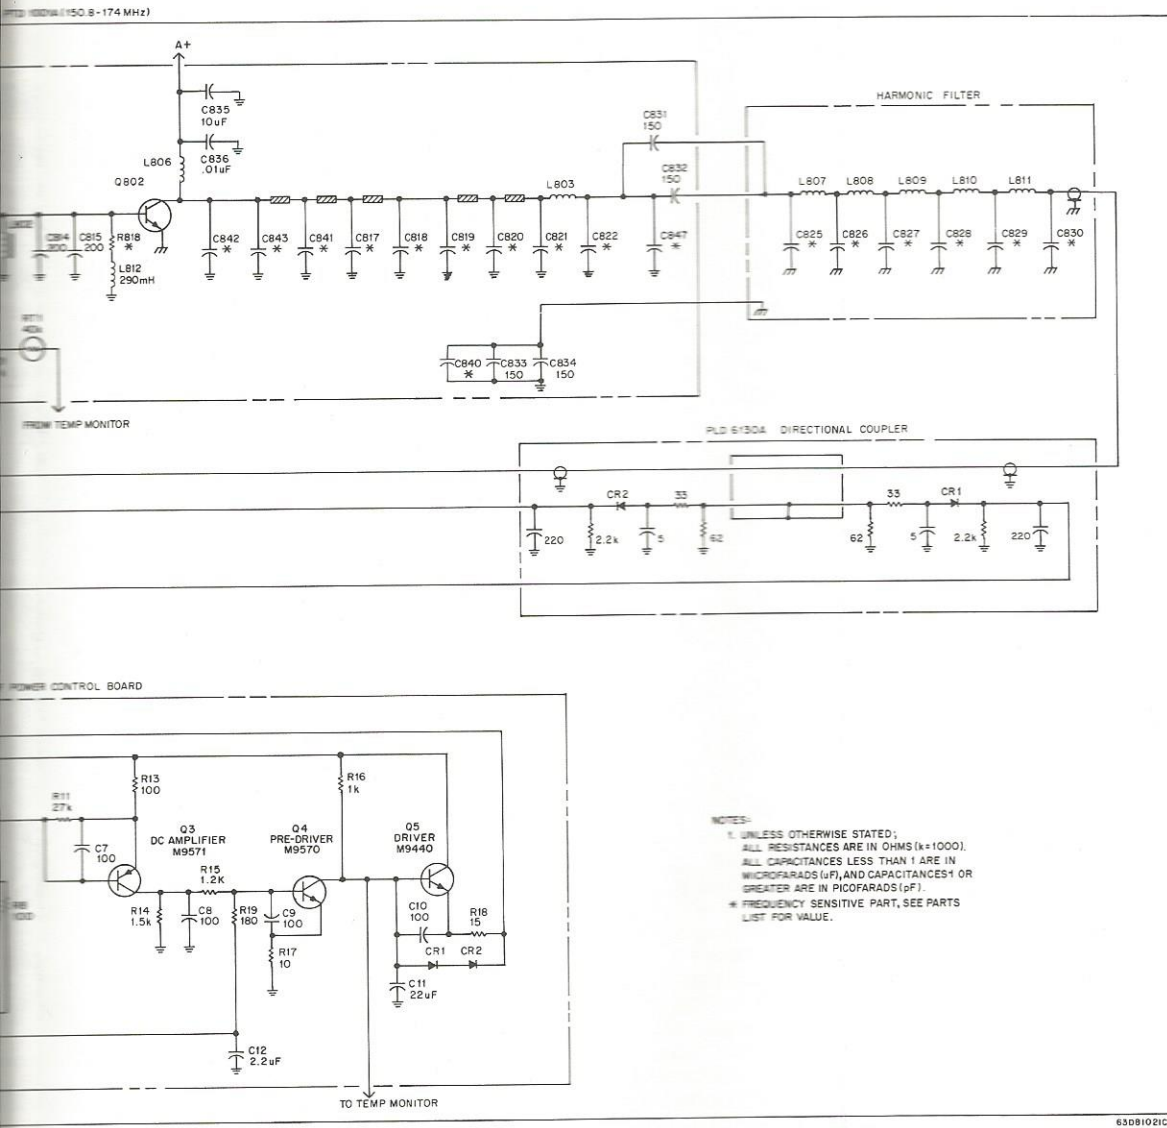 (150.8-174 MHz)
A+
C835
10uF
C836
.01uF
L806
Q802
C831
150
C832
150
HARMONIC FILTER
L803
L807 L808 L809 L810 L811
C814
200
C815
200
R818
*
L812
290mH
C842
*
C843
*
C841
*
C817
*
C818
*
C819
*
C820
*
C821
*
C822
*
C847
*
C825
*
C826
*
C827
*
C828
*
C829
*
C830
*
C840
*
C833
150
C834
150
FROM TEMP MONITOR
PLD 6130A DIRECTIONAL COUPLER
CR2
33
33
CR1
220
2.2k
5
62
62
5
2.2k
220
POWER CONTROL BOARD
R13
100
R16
1k
R11
27k
C7
100
Q3
DC AMPLIFIER
M9571
Q4
PRE-DRIVER
M9570
Q5
DRIVER
M9440
R15
1.2K
R14
1.5k
C8
100
R19
180
C9
100
R17
10
C10
100
R18
15
CR1
CR2
C11
22uF
C12
2.2uF
TO TEMP MONITOR
NOTES:
1. UNLESS OTHERWISE STATED;
ALL RESISTANCES ARE IN OHMS (k=1000).
ALL CAPACITANCES LESS THAN 1 ARE IN
MICROFARADS (uF), AND CAPACITANCES 1 OR
GREATER ARE IN PICOFARADS (pF).
* FREQUENCY SENSITIVE PART, SEE PARTS
LIST FOR VALUE.
63D81021C